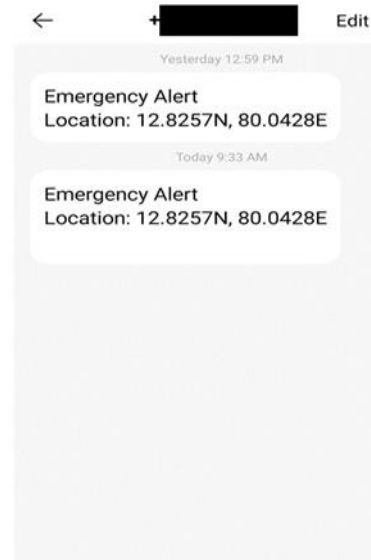 ← + Edit
Yesterday 12:59 PM
Emergency Alert
Location: 12.8257N, 80.0428E
Today 9:33 AM
Emergency Alert
Location: 12.8257N, 80.0428E